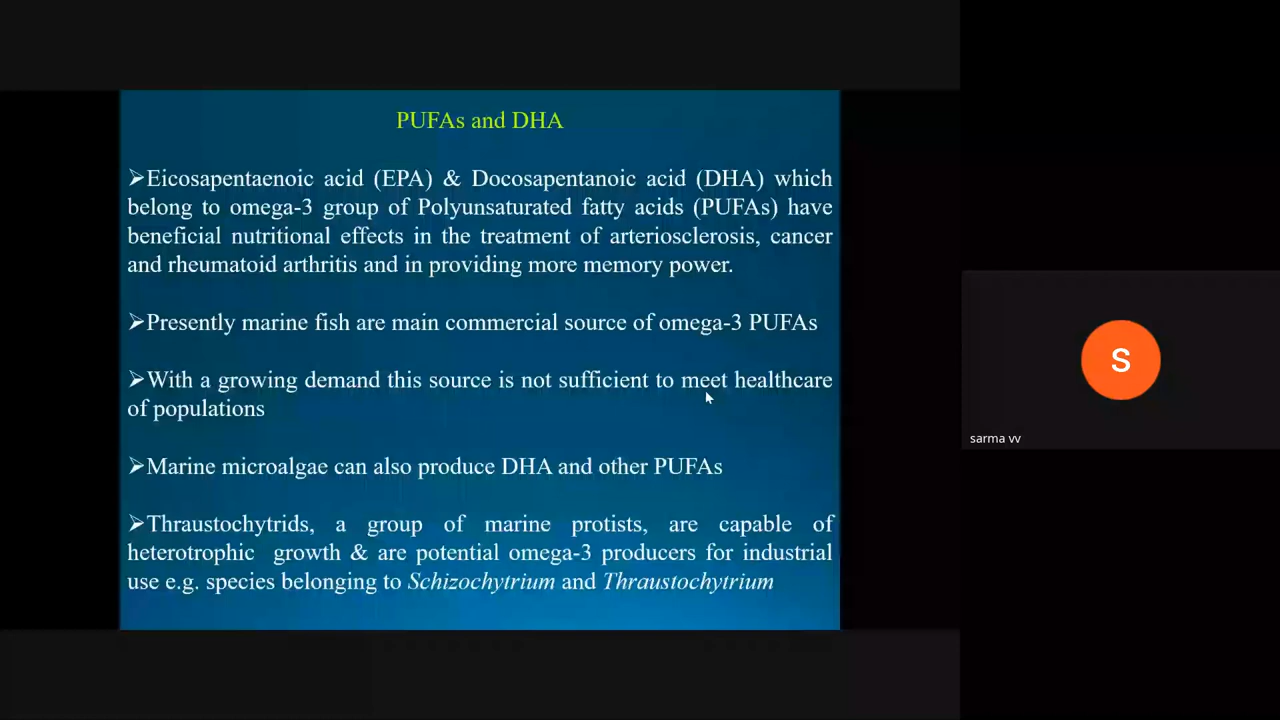 PUFAs and DHA
➢Eicosapentaenoic acid (EPA) & Docosapentanoic acid (DHA) which
belong to omega-3 group of Polyunsaturated fatty acids (PUFAs) have
beneficial nutritional effects in the treatment of arteriosclerosis, cancer
and rheumatoid arthritis and in providing more memory power.
➢Presently marine fish are main commercial source of omega-3 PUFAs
➢With a growing demand this source is not sufficient to meet healthcare
of populations
➢Marine microalgae can also produce DHA and other PUFAs
➢Thraustochytrids, a group of marine protists, are capable of
heterotrophic growth & are potential omega-3 producers for industrial
use e.g. species belonging to Schizochytrium and Thraustochytrium
S
sarma vv